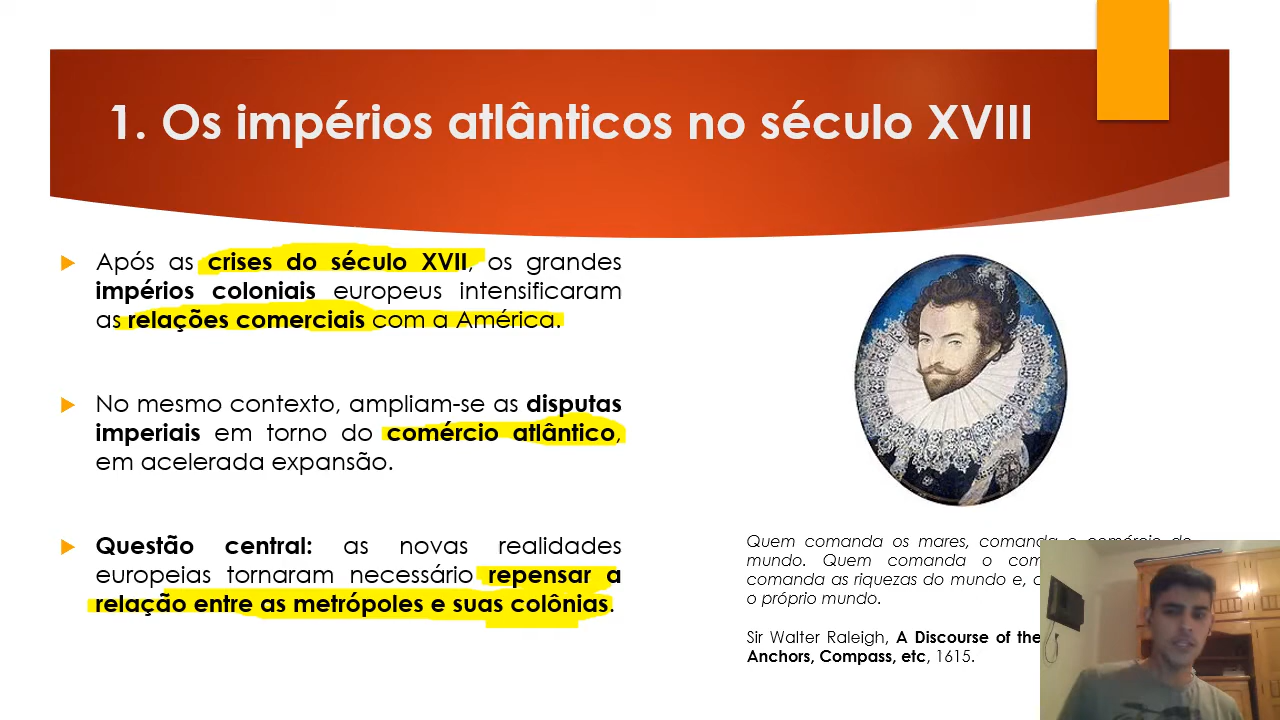 1. Os impérios atlânticos no século XVIII
Após as crises do século XVII, os grandes
impérios coloniais europeus intensificaram
as relações comerciais com a América.
No mesmo contexto, ampliam-se as disputas
imperiais em torno do comércio atlântico,
em acelerada expansão.
Questão central: as novas realidades
europeias tornaram necessário repensar a
relação entre as metrópoles e suas colônias.
Quem comanda os mares, comanda o comércio do
mundo. Quem comanda o
comanda as riquezas do mundo e,
o próprio mundo.
Sir Walter Raleigh, A Discourse of the
Anchors, Compass, etc, 1615.